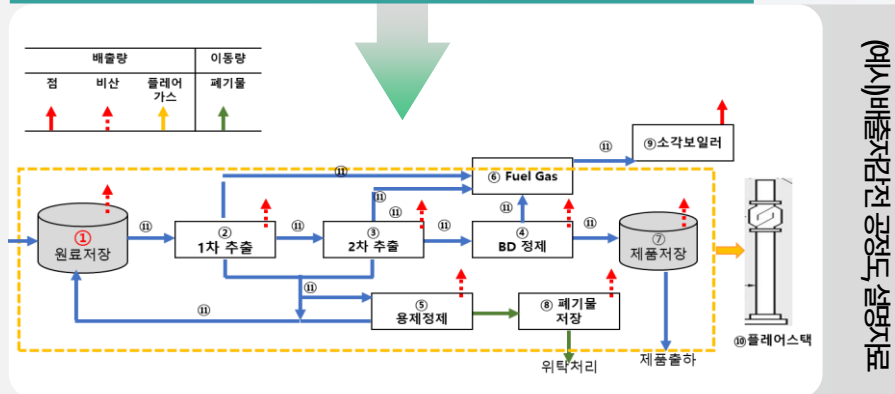 배출량 이동량
점 비산 플레어 가스 폐기물
⑪
⑨소각보일러
⑪
⑥ Fuel Gas
⑪
⑪
⑪
① 원료저장
⑪
② 1차 추출
⑪
③ 2차 추출
⑪
④ BD 정제
⑪
⑦ 제품저장
⑪
⑪
⑤ 용제정제
⑧ 폐기물 저장
⑩플레어스택
위탁처리
제품출하
(예시)배출저감 전 공정도, 설명자료